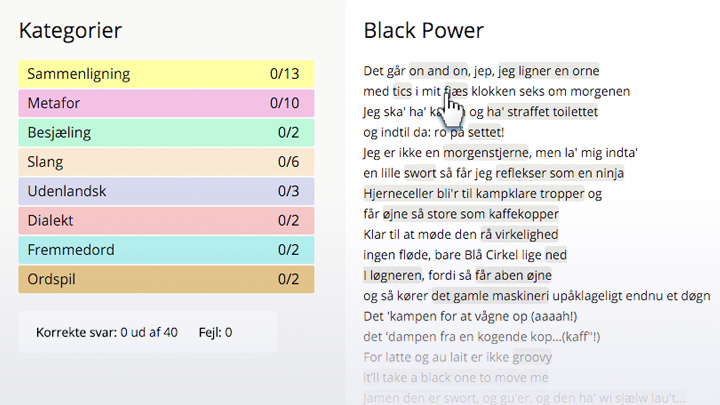 Kategorier
Sammenligning 0/13
Metafor 0/10
Besjæling 0/2
Slang 0/6
Udenlandsk 0/3
Dialekt 0/2
Fremmedord 0/2
Ordspil 0/2
Korrekte svar: 0 ud af 40 Fejl: 0
Black Power
Det går on and on, jep, jeg ligner en orne
med tics i mit fjæs klokken seks om morgenen
Jeg ska' ha' og ha' straffet toilettet
og indtil da: ro på settet!
Jeg er ikke en morgenstjerne, men la' mig indta'
en lille swort så får jeg reflekser som en ninja
Hjerneceller bli'r til kampklare tropper og
får øjne så store som kaffekopper
Klar til at møde den rå virkelighed
ingen fløde, bare Blå Cirkel lige ned
I løgneren, fordi så får aben øjne
og så kører det gamle maskineri upåklageligt endnu et døgn
Det 'kampen for at vågne op (aaaah!)
det 'dampen fra en kogende kop...(kaff''!)
For latte og au lait er ikke groovy
it'll take a black one to move me
Jamen den er swort, og gu'er, og den ha' wi sjælw lau't...